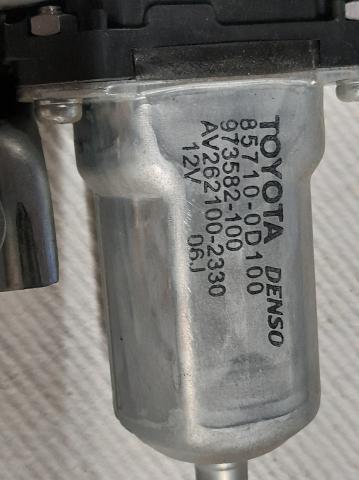 TOYOTA DENSO
85710-0D100
973582-100
AV262100-2330
12V 06J